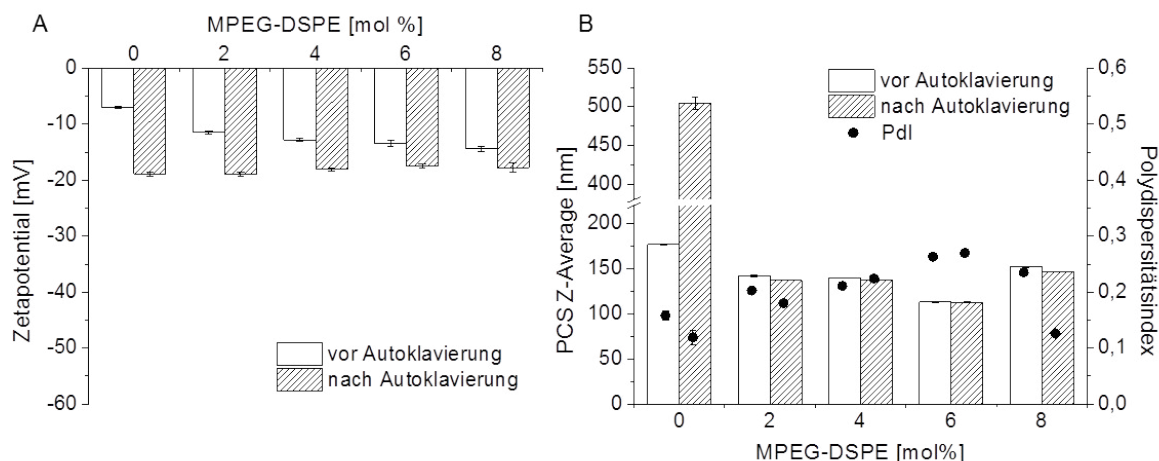 A
MPEG-DSPE [mol %]
0 2 4 6 8
0
-10
-20
-30
-40
-50
-60
Zetapotential [mV]
vor Autoklavierung
nach Autoklavierung
B
550
500
450
400
200
150
100
50
0
PCS Z-Average [nm]
vor Autoklavierung
nach Autoklavierung
PdI
0,6
0,5
0,4
0,3
0,2
0,1
0,0
Polydispersitätsindex
0 2 4 6 8
MPEG-DSPE [mol%]